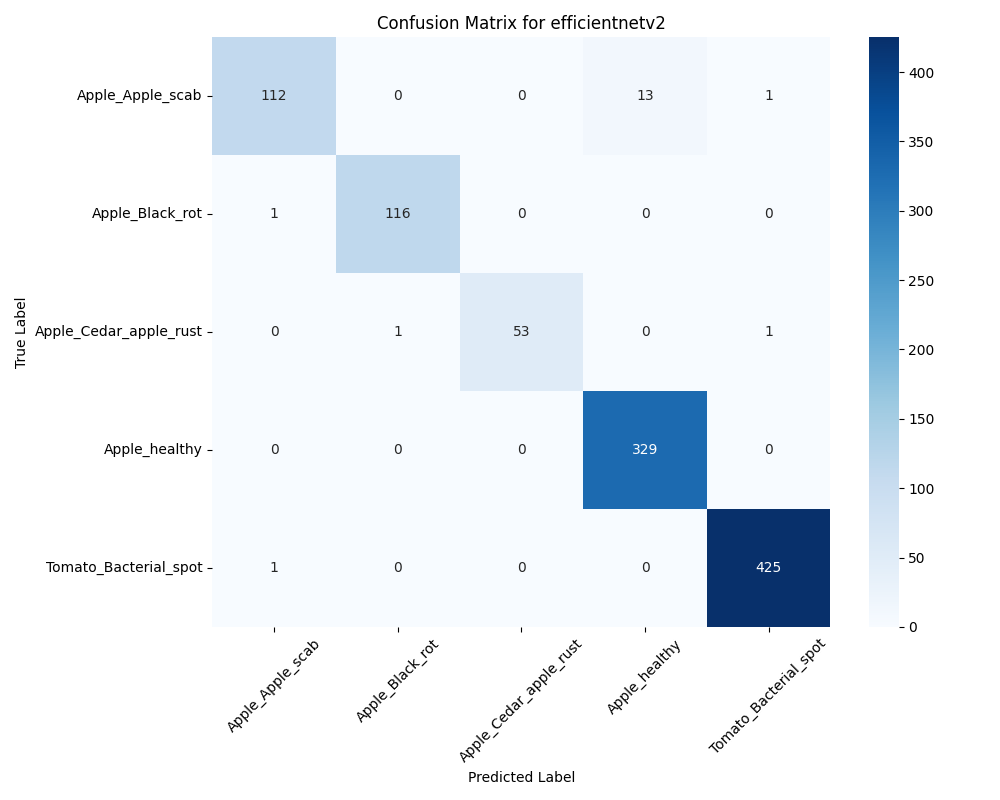 Confusion Matrix for efficientnetv2
Apple_Apple_scab 112 0 0 13 1
Apple_Black_rot 1 116 0 0 0
Apple_Cedar_apple_rust 0 1 53 0 1
Apple_healthy 0 0 0 329 0
Tomato_Bacterial_spot 1 0 0 0 425
True Label
Apple_Apple_scab
Apple_Black_rot
Apple_Cedar_apple_rust
Apple_healthy
Tomato_Bacterial_spot
Predicted Label
400
350
300
250
200
150
100
50
0